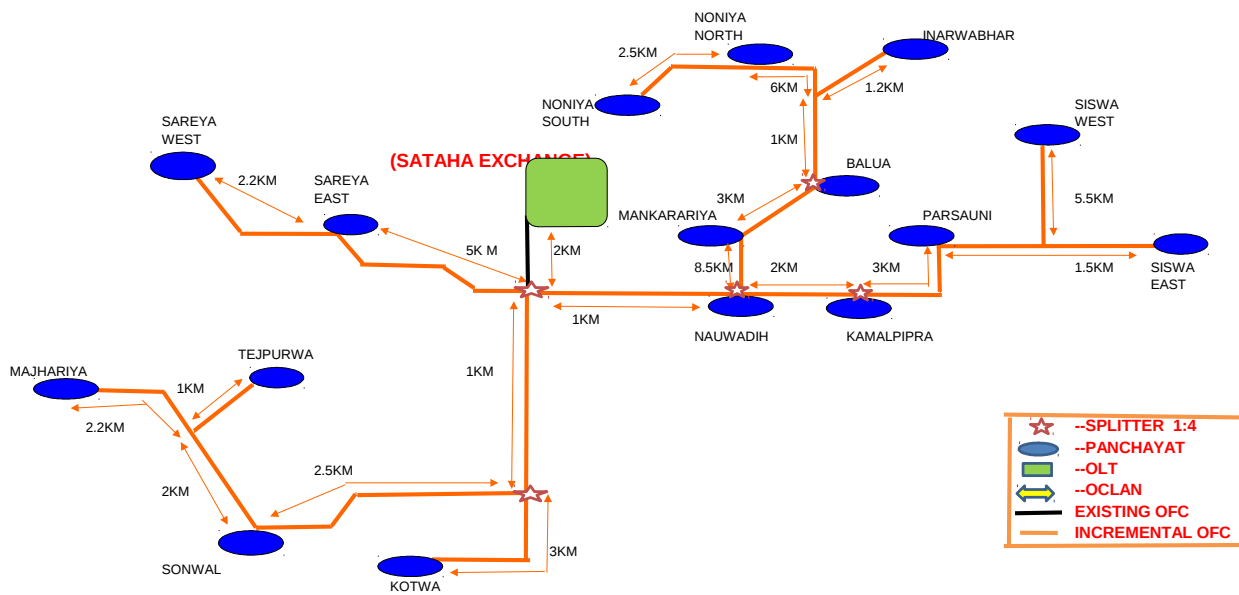 NONIYA
NORTH
2.5KM
INARWABHAR
6KM
1.2KM
NONIYA
SOUTH
SISWA
WEST
SAREYA
WEST
1KM
(SATAHA EXCHANGE)
BALUA
2.2KM
SAREYA
EAST
3KM
5.5KM
MANKARARIYA
PARSAUNI
5K M
2KM
8.5KM
2KM
3KM
1.5KM
SISWA
EAST
1KM
NAUWADIH
KAMALPIPRA
TEJPURWA
MAJHARIYA
1KM
1KM
2.2KM
2.5KM
2KM
SONWAL
3KM
KOTWA
--SPLITTER 1:4
--PANCHAYAT
--OLT
--OCLAN
EXISTING OFC
INCREMENTAL OFC